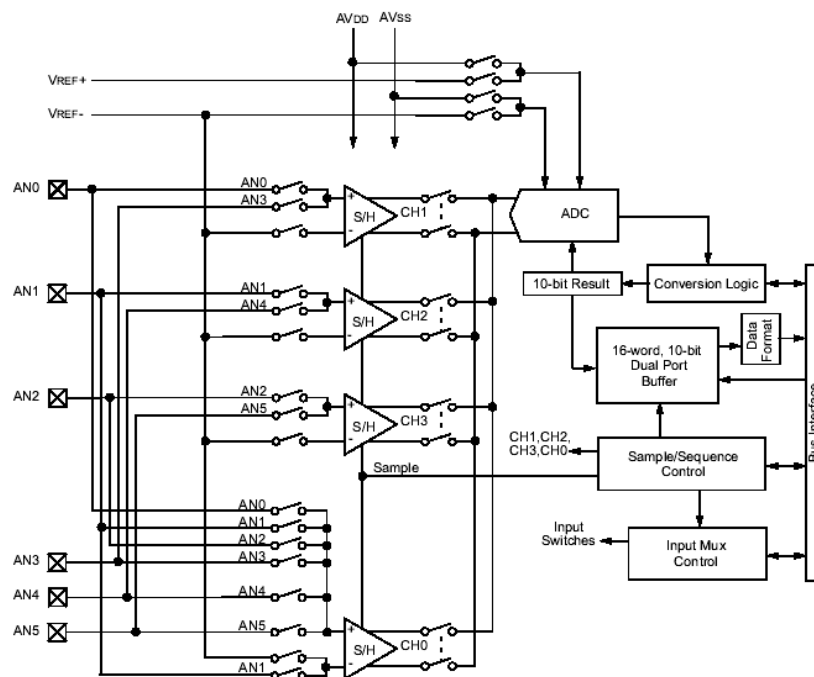 AVDD AVSS
VREF+
VREF-
AN0
AN0
AN3
+
S/H
-
CH1
ADC
AN1
AN1
AN4
+
S/H
-
CH2
10-bit Result
Conversion Logic
16-word, 10-bit
Dual Port
Buffer
Data
Format
Bus Interface
AN2
AN2
AN5
+
S/H
-
CH3
CH1,CH2,
CH3,CH0
Sample
Sample/Sequence
Control
AN0
AN1
AN2
AN3
AN3
AN4
AN4
AN5
AN5
+
S/H
-
CH0
AN1
Input
Switches
Input Mux
Control